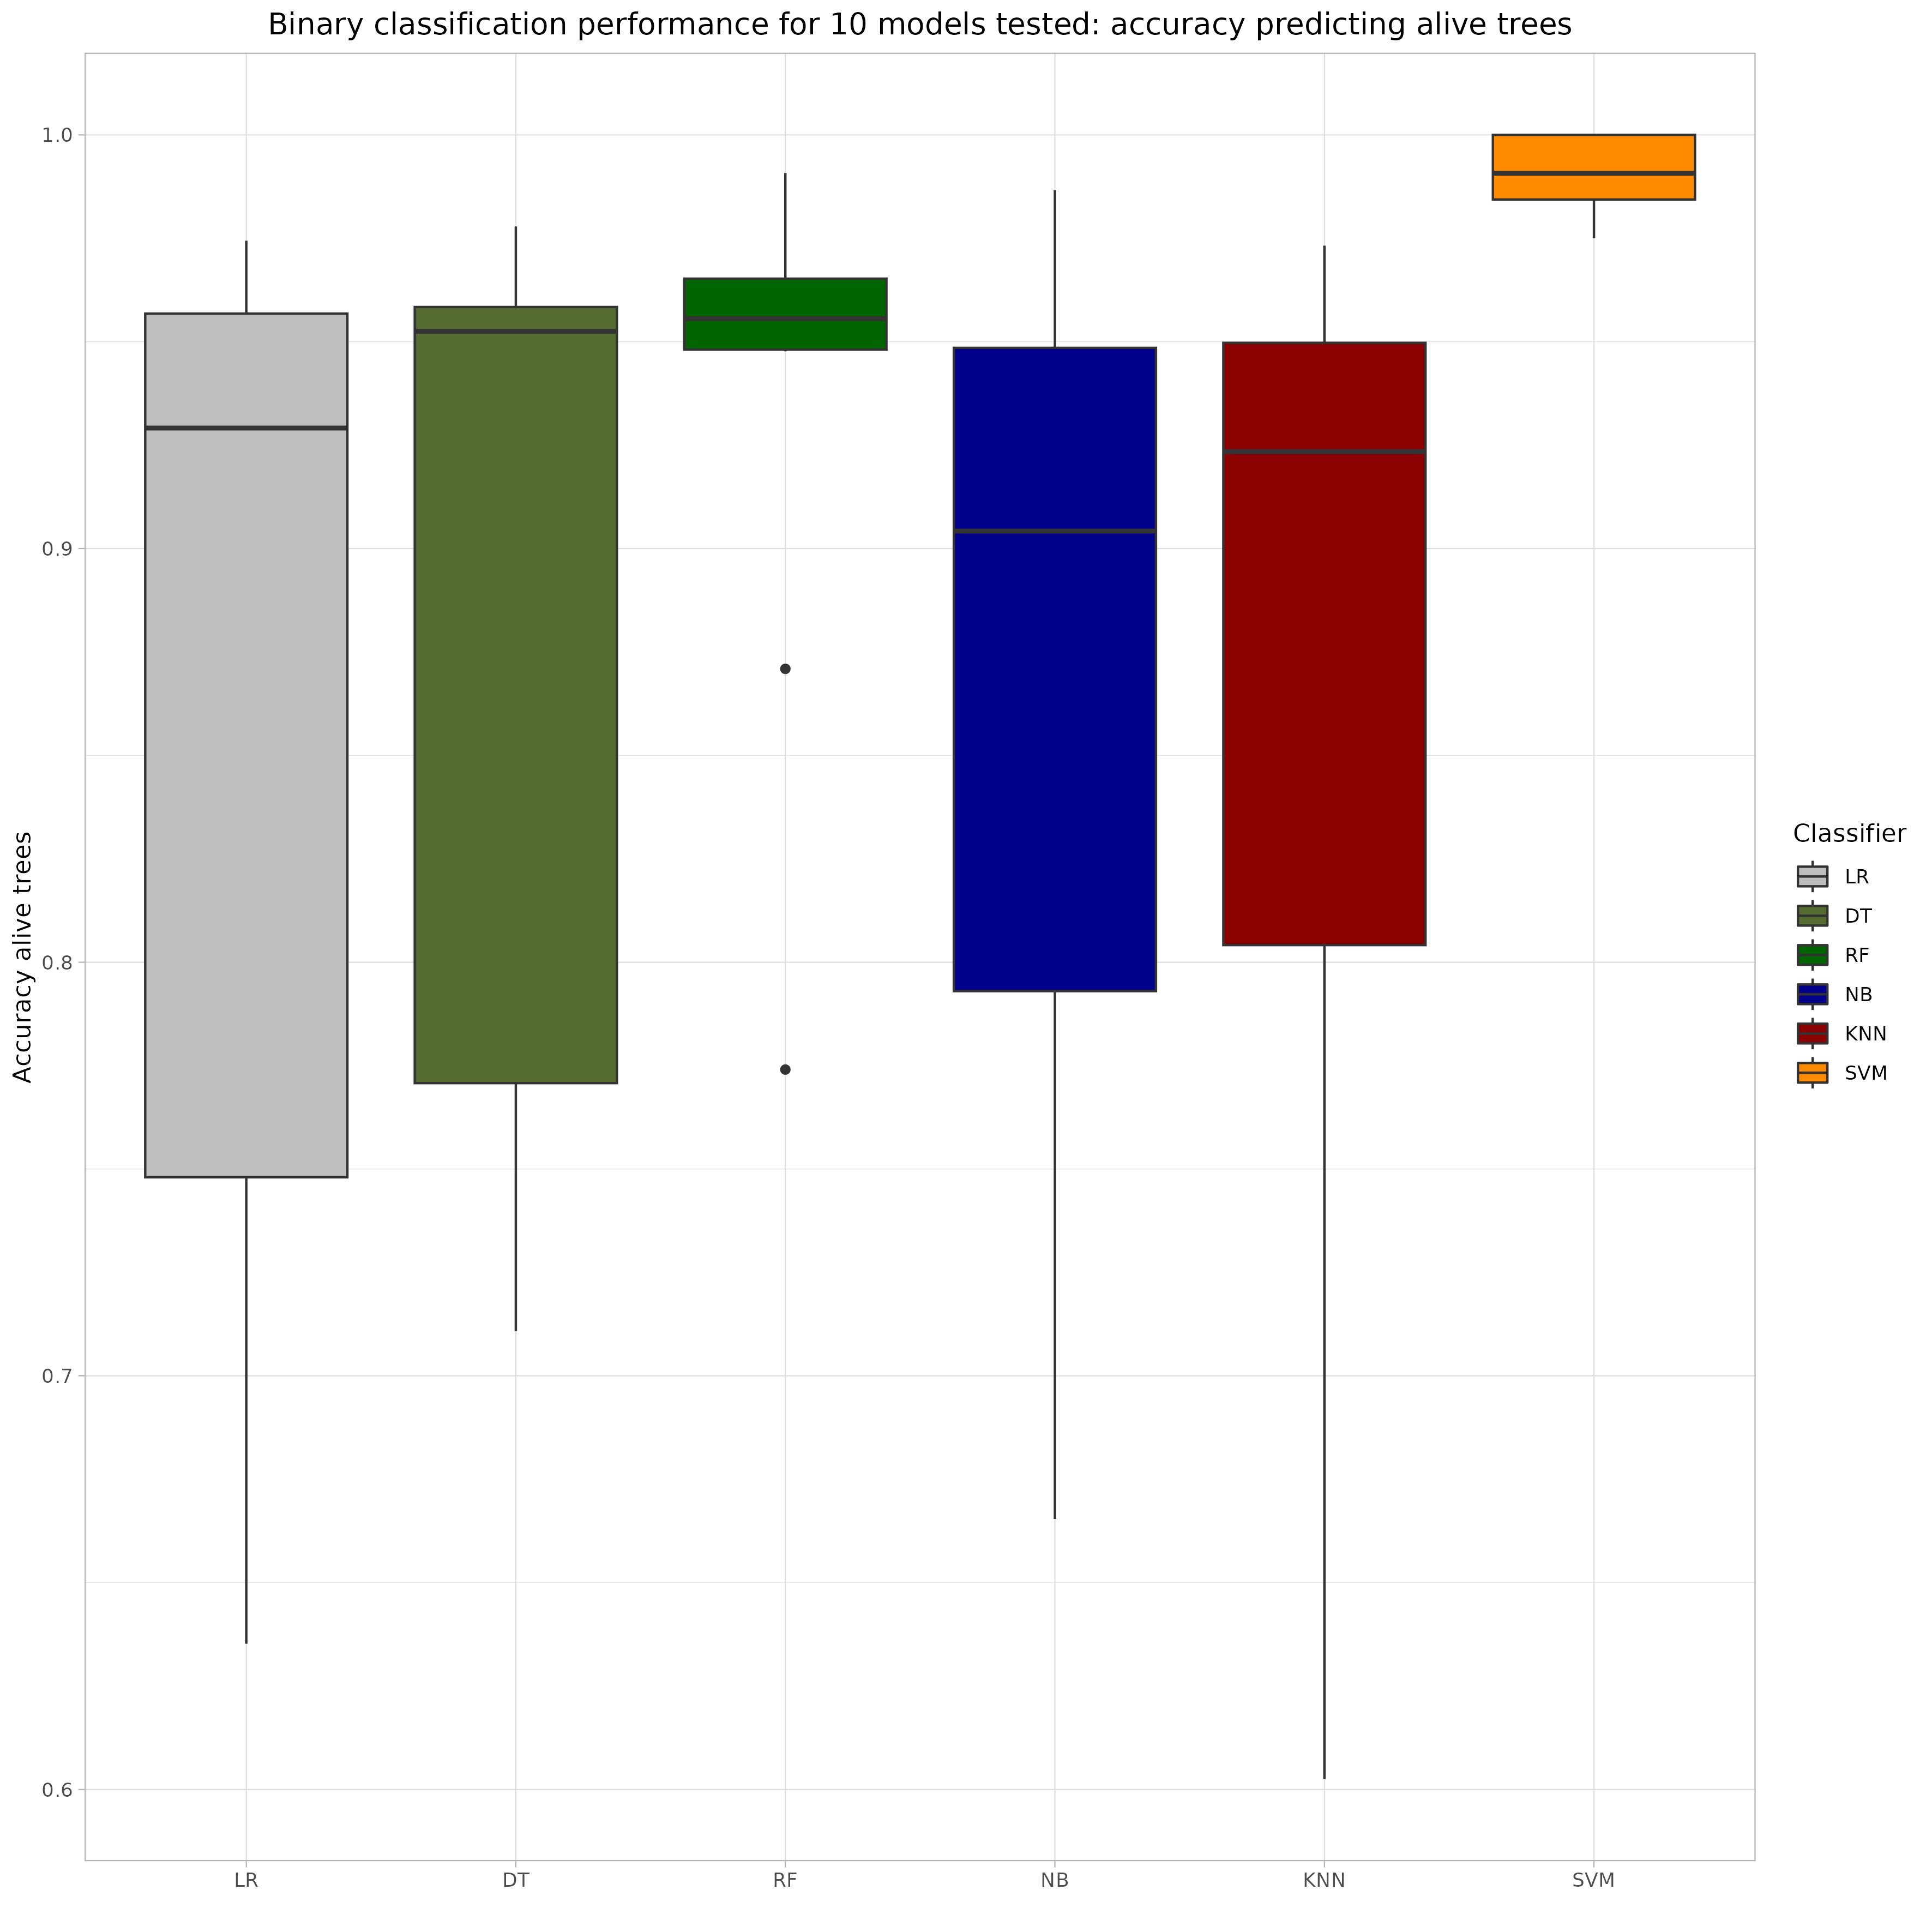 Binary classification performance for 10 models tested: accuracy predicting alive trees
Accuracy alive trees
1.0
0.9
0.8
0.7
0.6
LR
DT
RF
NB
KNN
SVM
Classifier
LR
DT
RF
NB
KNN
SVM